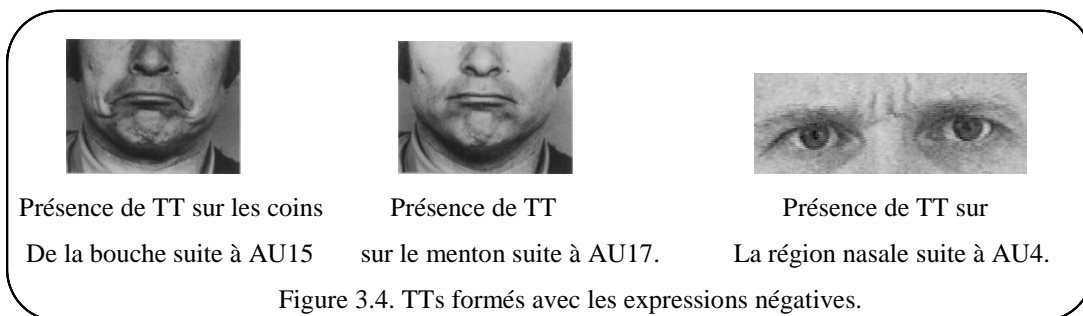 Présence de TT sur les coins
De la bouche suite à AU15
Présence de TT
sur le menton suite à AU17.
Présence de TT sur
La région nasale suite à AU4.
Figure 3.4. TTs formés avec les expressions négatives.